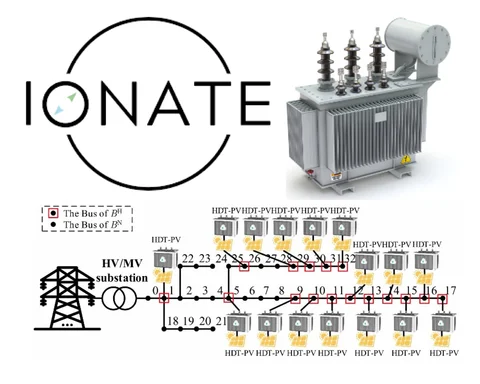 IONATE
The Bus of B^H
The Bus of B^N
HDT-PV HDT-PV HDT-PV HDT-PV HDT-PV
HDT-PV
HDT-PV HDT-PV HDT-PV
HV/MV
substation
22 23 24 25 26 27 28 29 30 31 32
0 1 2 3 4 5 6 7 8 9 10 11 12 13 14 15 16 17
18 19 20 21
HDT-PV HDT-PV HDT-PV HDT-PV HDT-PV HDT-PV HDT-PV